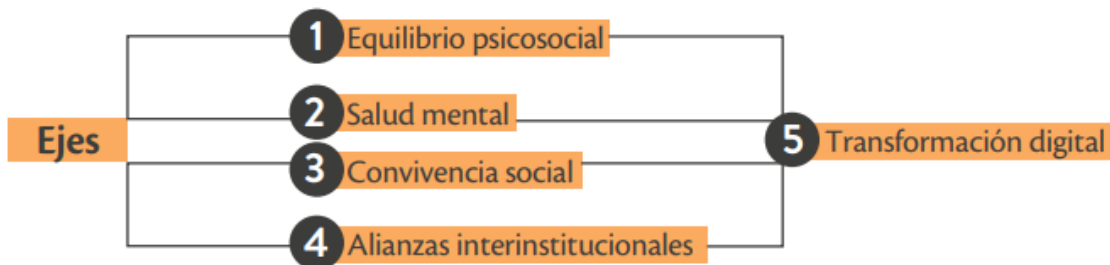 Ejes
1 Equilibrio psicosocial
2 Salud mental
3 Convivencia social
4 Alianzas interinstitucionales
5 Transformación digital